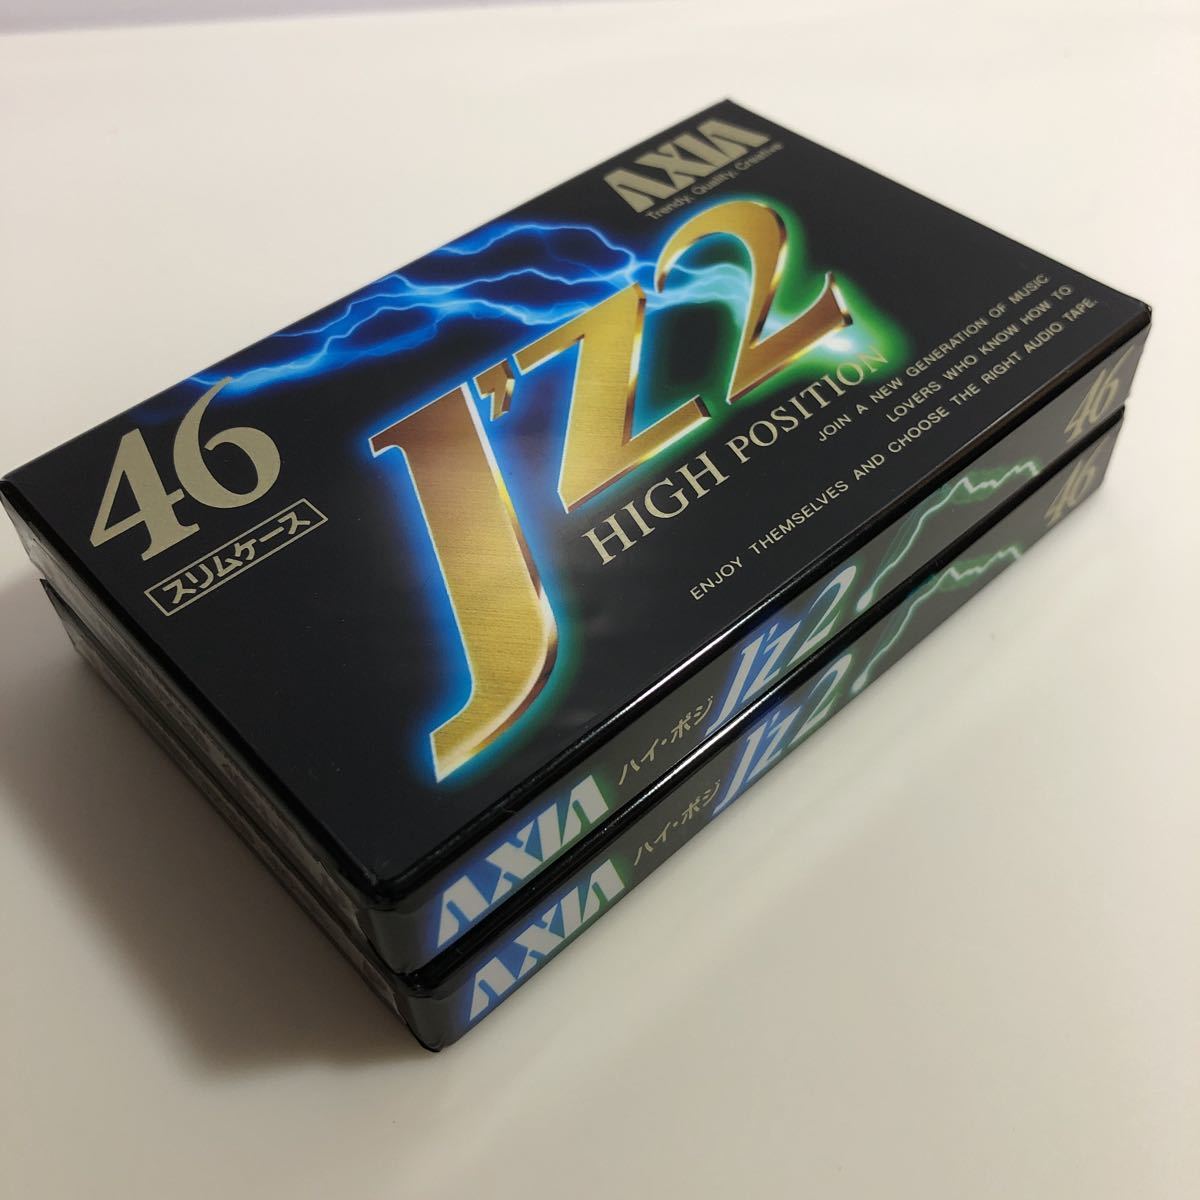 AXIA
Trendy, Quality, Creative
J'Z2
HIGH POSITION
46
スリムケース
JOIN A NEW GENERATION OF MUSIC
LOVERS WHO KNOW HOW TO
ENJOY THEMSELVES AND CHOOSE THE RIGHT AUDIO TAPE.
AXIA ハイ・ポジ J'Z2 46
AXIA ハイ・ポジ J'Z2 46